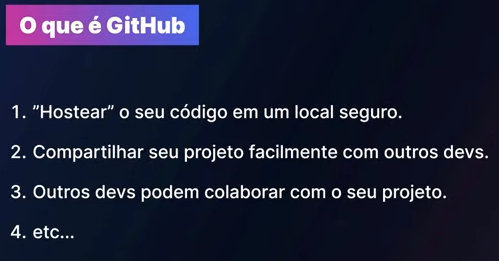 O que é GitHub
1. ”Hostear” o seu código em um local seguro.
2. Compartilhar seu projeto facilmente com outros devs.
3. Outros devs podem colaborar com o seu projeto.
4. etc...